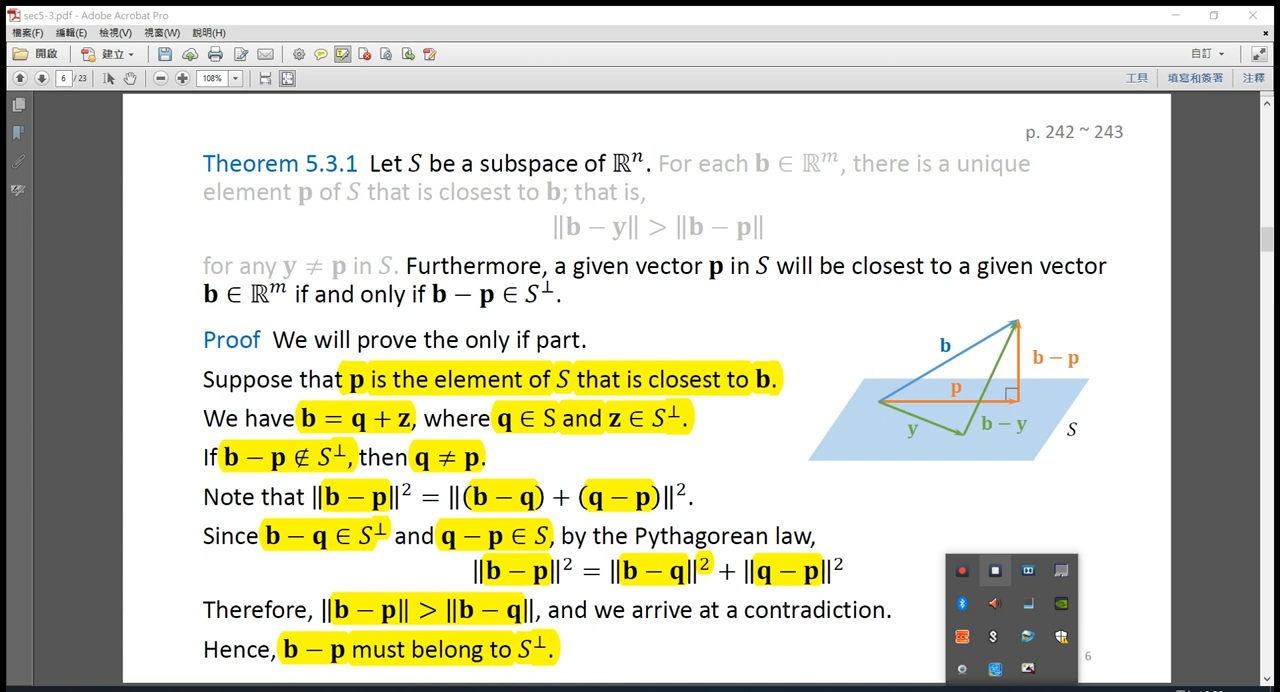 sec5-3.pdf - Adobe Acrobat Pro
檔案(F) 編輯(E) 檢視(V) 視窗(W) 說明(H)
開啟 建立 自訂
6 / 23 108% 工具 填寫和簽署 注釋
p. 242 ~ 243
Theorem 5.3.1 Let S be a subspace of ℝⁿ. For each b ∈ ℝᵐ, there is a unique
element p of S that is closest to b; that is,
‖b − y‖ > ‖b − p‖
for any y ≠ p in S. Furthermore, a given vector p in S will be closest to a given vector
b ∈ ℝᵐ if and only if b − p ∈ S⊥.
Proof We will prove the only if part.
Suppose that p is the element of S that is closest to b.
We have b = q + z, where q ∈ S and z ∈ S⊥.
If b − p ∉ S⊥, then q ≠ p.
Note that ‖b − p‖² = ‖(b − q) + (q − p)‖².
Since b − q ∈ S⊥ and q − p ∈ S, by the Pythagorean law,
‖b − p‖² = ‖b − q‖² + ‖q − p‖²
Therefore, ‖b − p‖ > ‖b − q‖, and we arrive at a contradiction.
Hence, b − p must belong to S⊥.
b
b − p
p
y
b − y
S
6